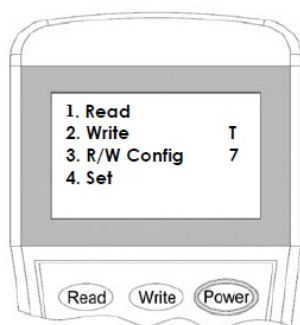 1. Read
2. Write T
3. R/W Config 7
4. Set
Read Write Power